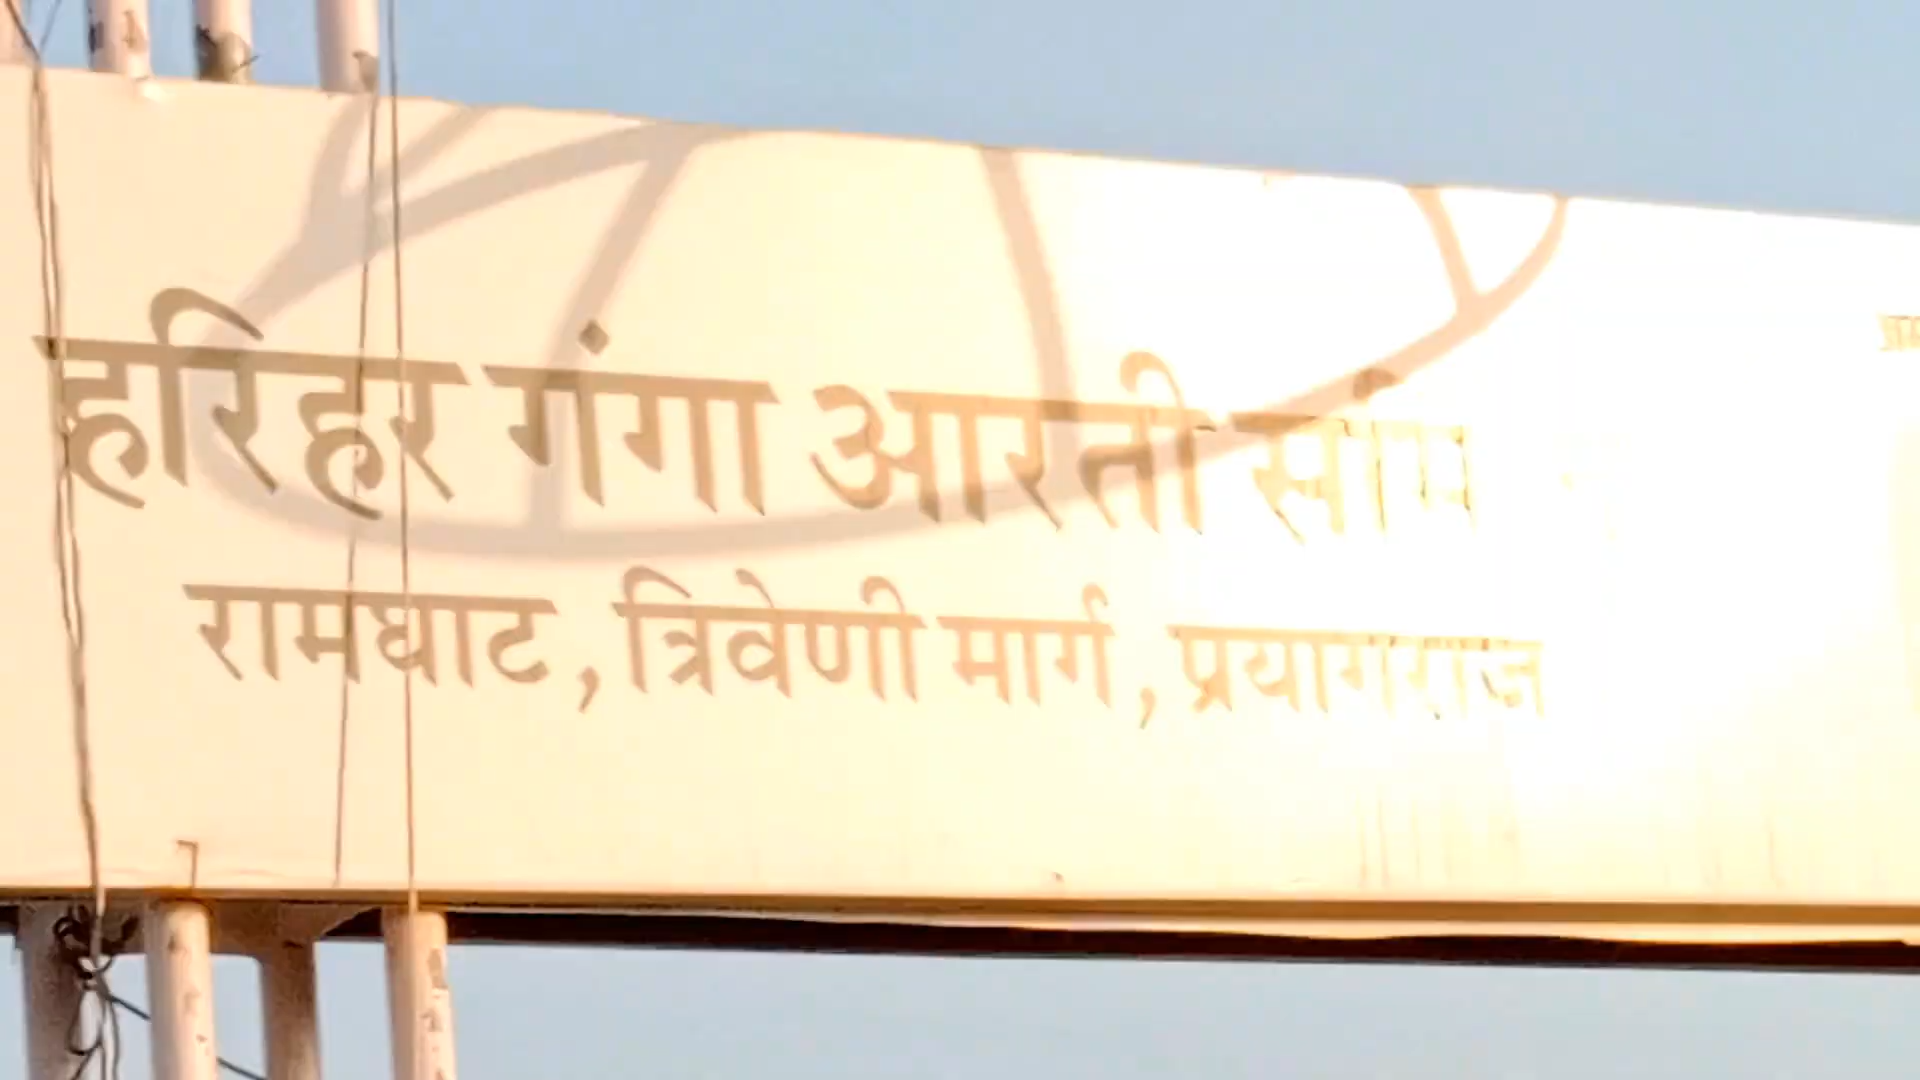 हरिहर गंगा आरती
रामघाट, त्रिवेणी मार्ग, प्रयागराज